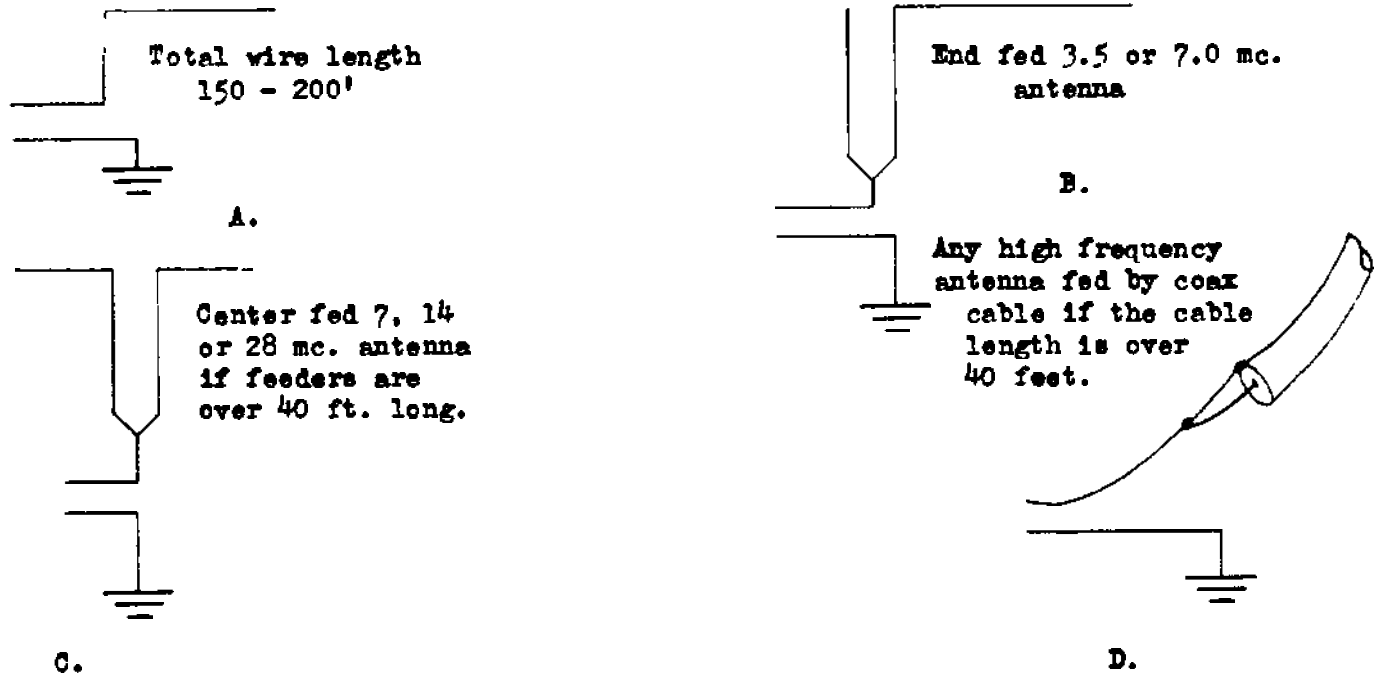 Total wire length
150 - 200'
A.
End fed 3.5 or 7.0 mc.
antenna
B.
Center fed 7, 14
or 28 mc. antenna
if feeders are
over 40 ft. long.
C.
Any high frequency
antenna fed by coax
cable if the cable
length is over
40 feet.
D.